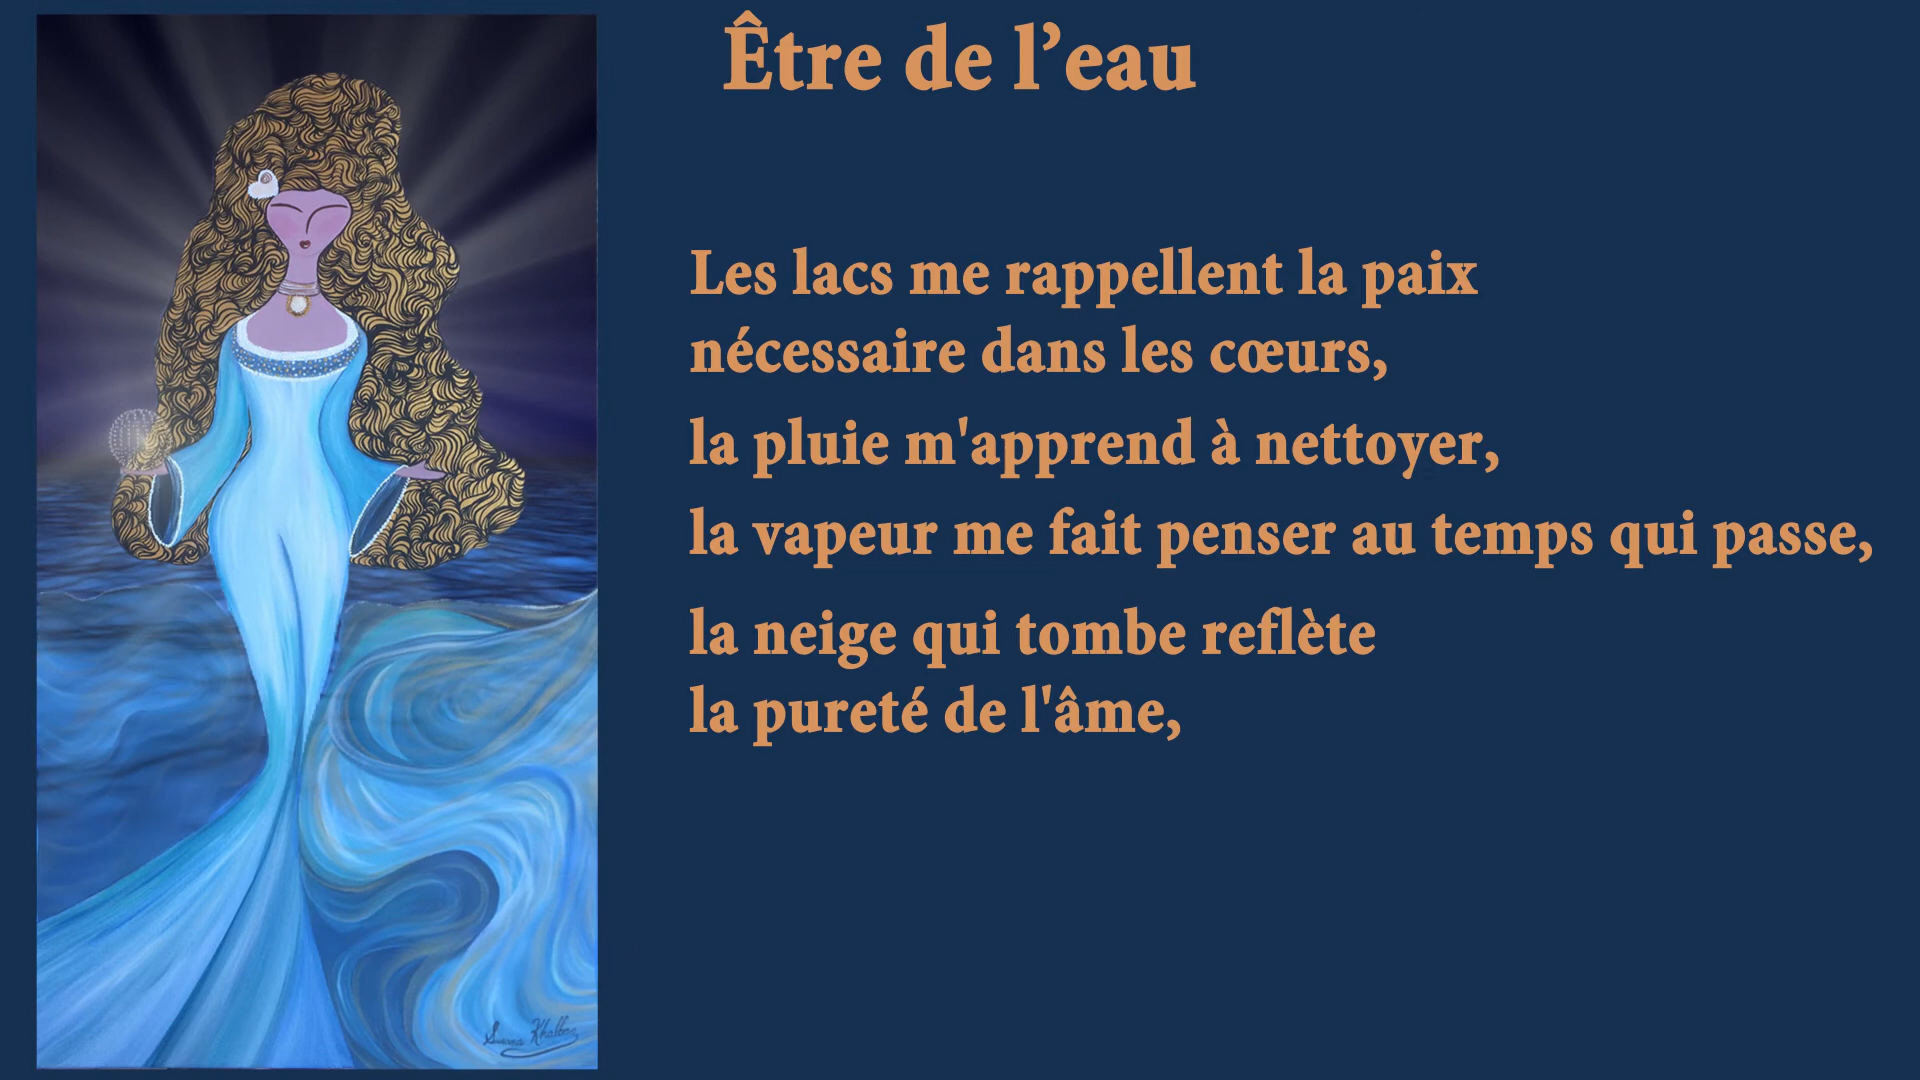 Être de l’eau
Les lacs me rappellent la paix
nécessaire dans les cœurs,
la pluie m'apprend à nettoyer,
la vapeur me fait penser au temps qui passe,
la neige qui tombe reflète
la pureté de l'âme,